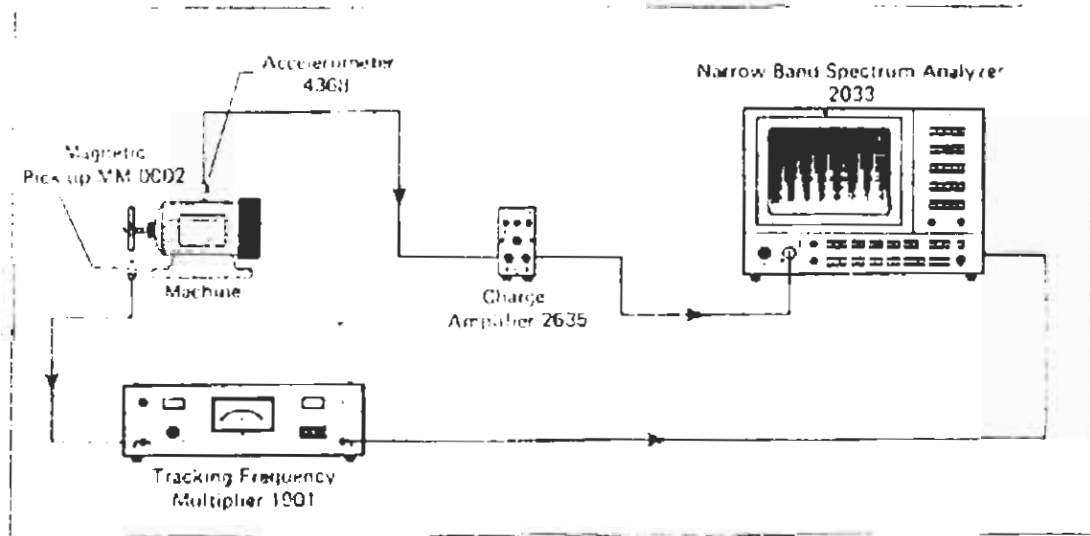 Accelerometer
4368
Narrow Band Spectrum Analyzer
2033
Magnetic
Pick-up MM 0002
Machine
Charge
Amplifier 2635
Tracking Frequency
Multiplier 1901